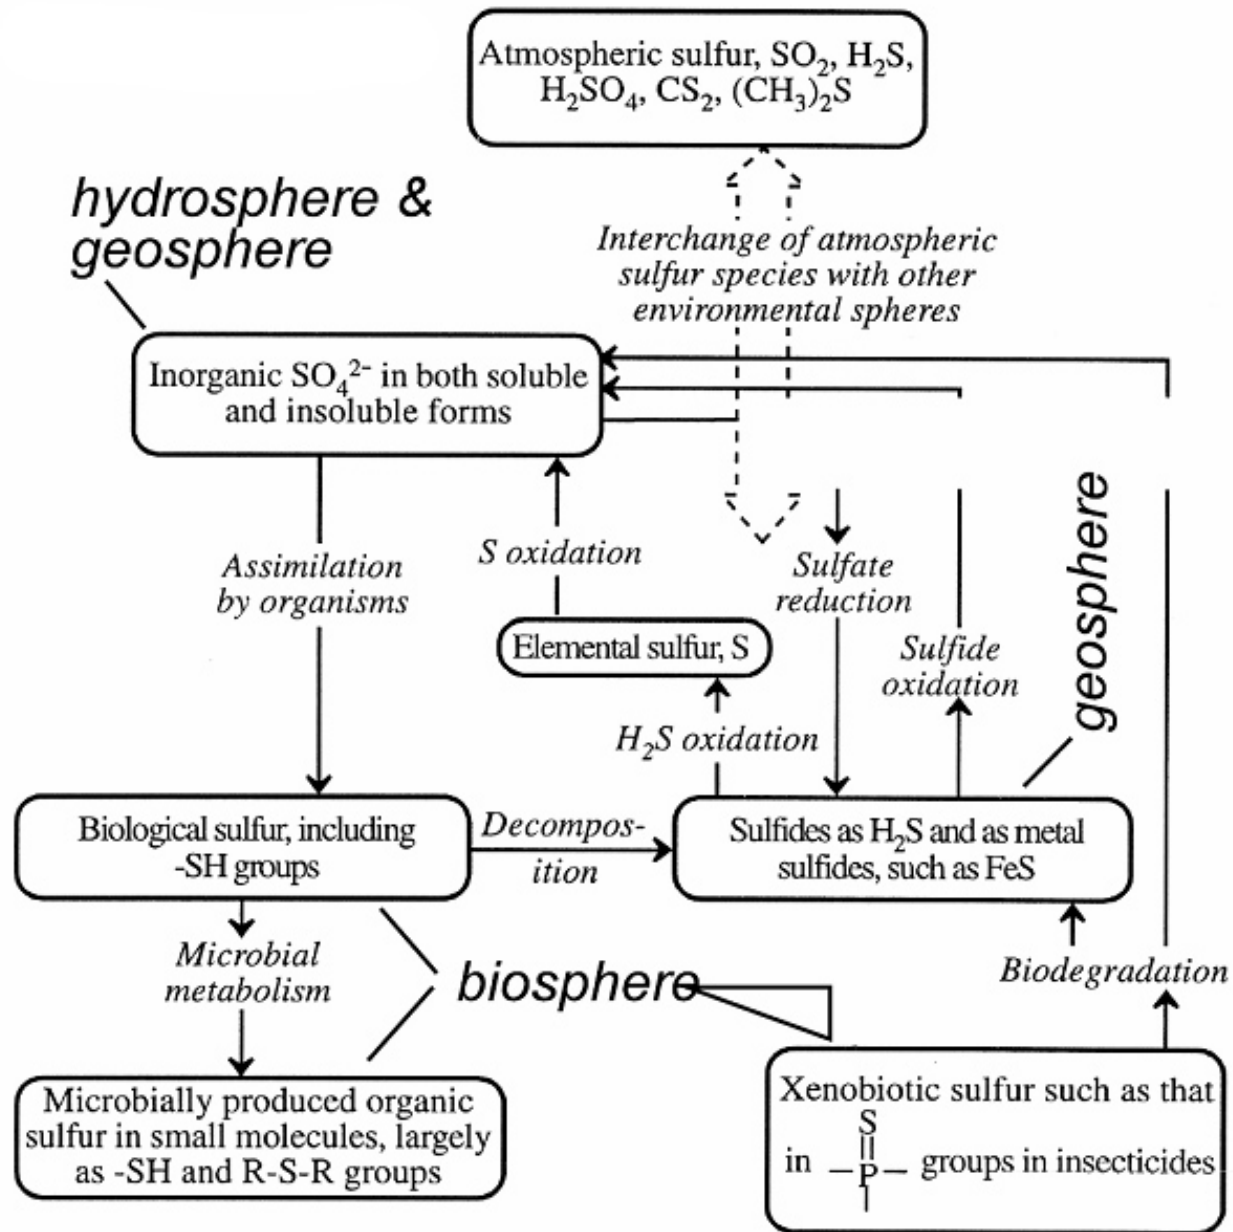 Atmospheric sulfur, SO₂, H₂S,
H₂SO₄, CS₂, (CH₃)₂S
hydrosphere &
geosphere
Interchange of atmospheric
sulfur species with other
environmental spheres
Inorganic SO₄²⁻ in both soluble
and insoluble forms
Assimilation
by organisms
S oxidation
Sulfate
reduction
geosphere
Elemental sulfur, S
Sulfide
oxidation
H₂S oxidation
Biological sulfur, including
-SH groups
Decompos-
ition
Sulfides as H₂S and as metal
sulfides, such as FeS
Microbial
metabolism
biosphere
Biodegradation
Microbially produced organic
sulfur in small molecules, largely
as -SH and R-S-R groups
Xenobiotic sulfur such as that
S
in –P– groups in insecticides